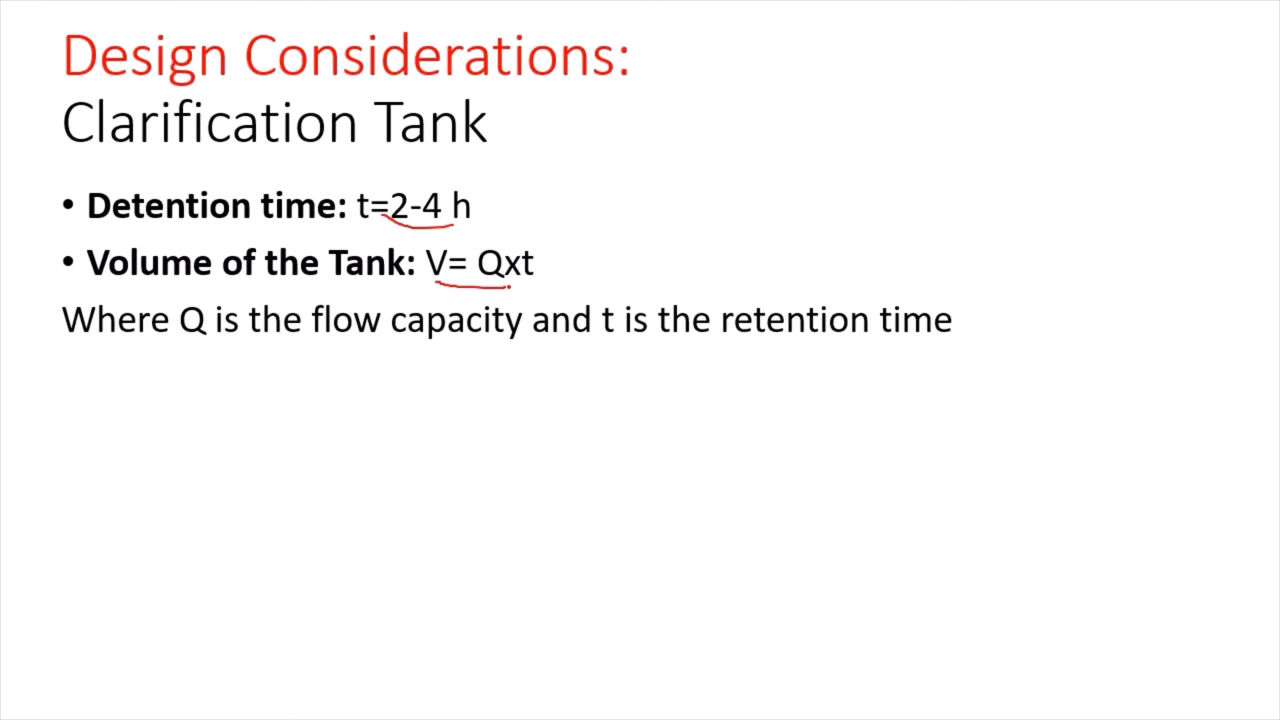 Design Considerations:
Clarification Tank
• Detention time: t=2-4 h
• Volume of the Tank: V= Qxt
Where Q is the flow capacity and t is the retention time